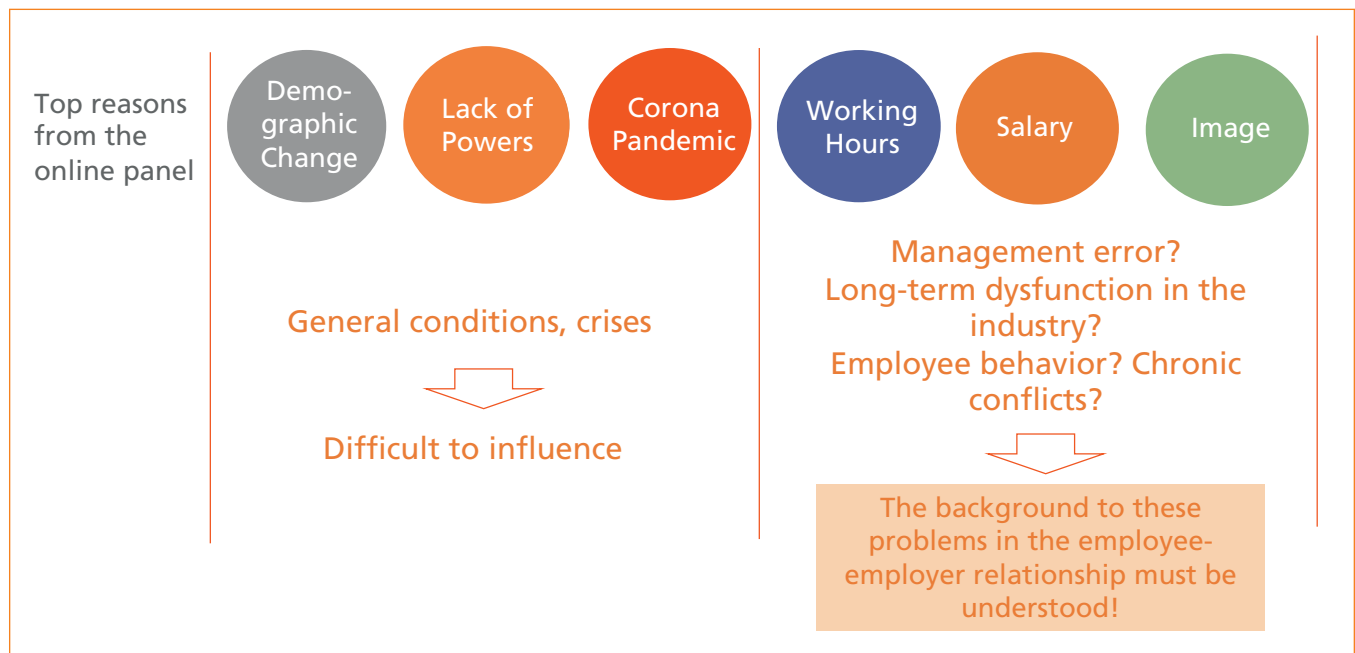 Top reasons
from the
online panel
Demo-
graphic
Change
Lack of
Powers
Corona
Pandemic
Working
Hours
Salary
Image
General conditions, crises
Difficult to influence
Management error?
Long-term dysfunction in the
industry?
Employee behavior? Chronic
conflicts?
The background to these
problems in the employee-
employer relationship must be
understood!